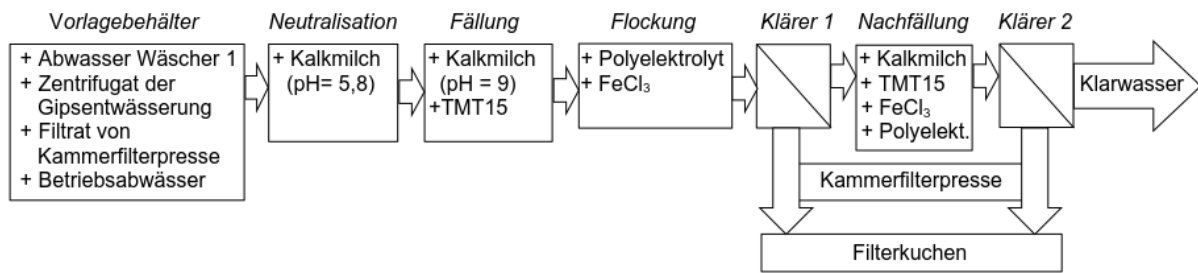 Vorlagebehälter
+ Abwasser Wäscher 1
+ Zentrifugat der
Gipsentwässerung
+ Filtrat von
Kammerfilterpresse
+ Betriebsabwässer
Neutralisation
+ Kalkmilch
(pH= 5,8)
Fällung
+ Kalkmilch
(pH = 9)
+TMT15
Flockung
+ Polyelektrolyt
+ FeCl₃
Klärer 1
Nachfällung
+ Kalkmilch
+ TMT15
+ FeCl₃
+ Polyelekt.
Klärer 2
Klarwasser
Kammerfilterpresse
Filterkuchen